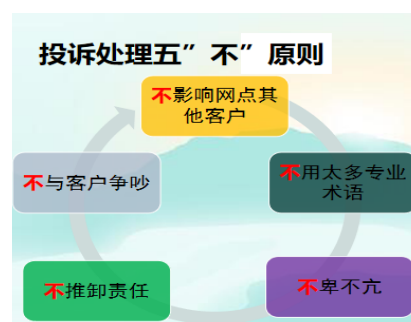 投诉处理五”不”原则
不影响网点其
他客户
不用太多专业
术语
不卑不亢
不推卸责任
不与客户争吵